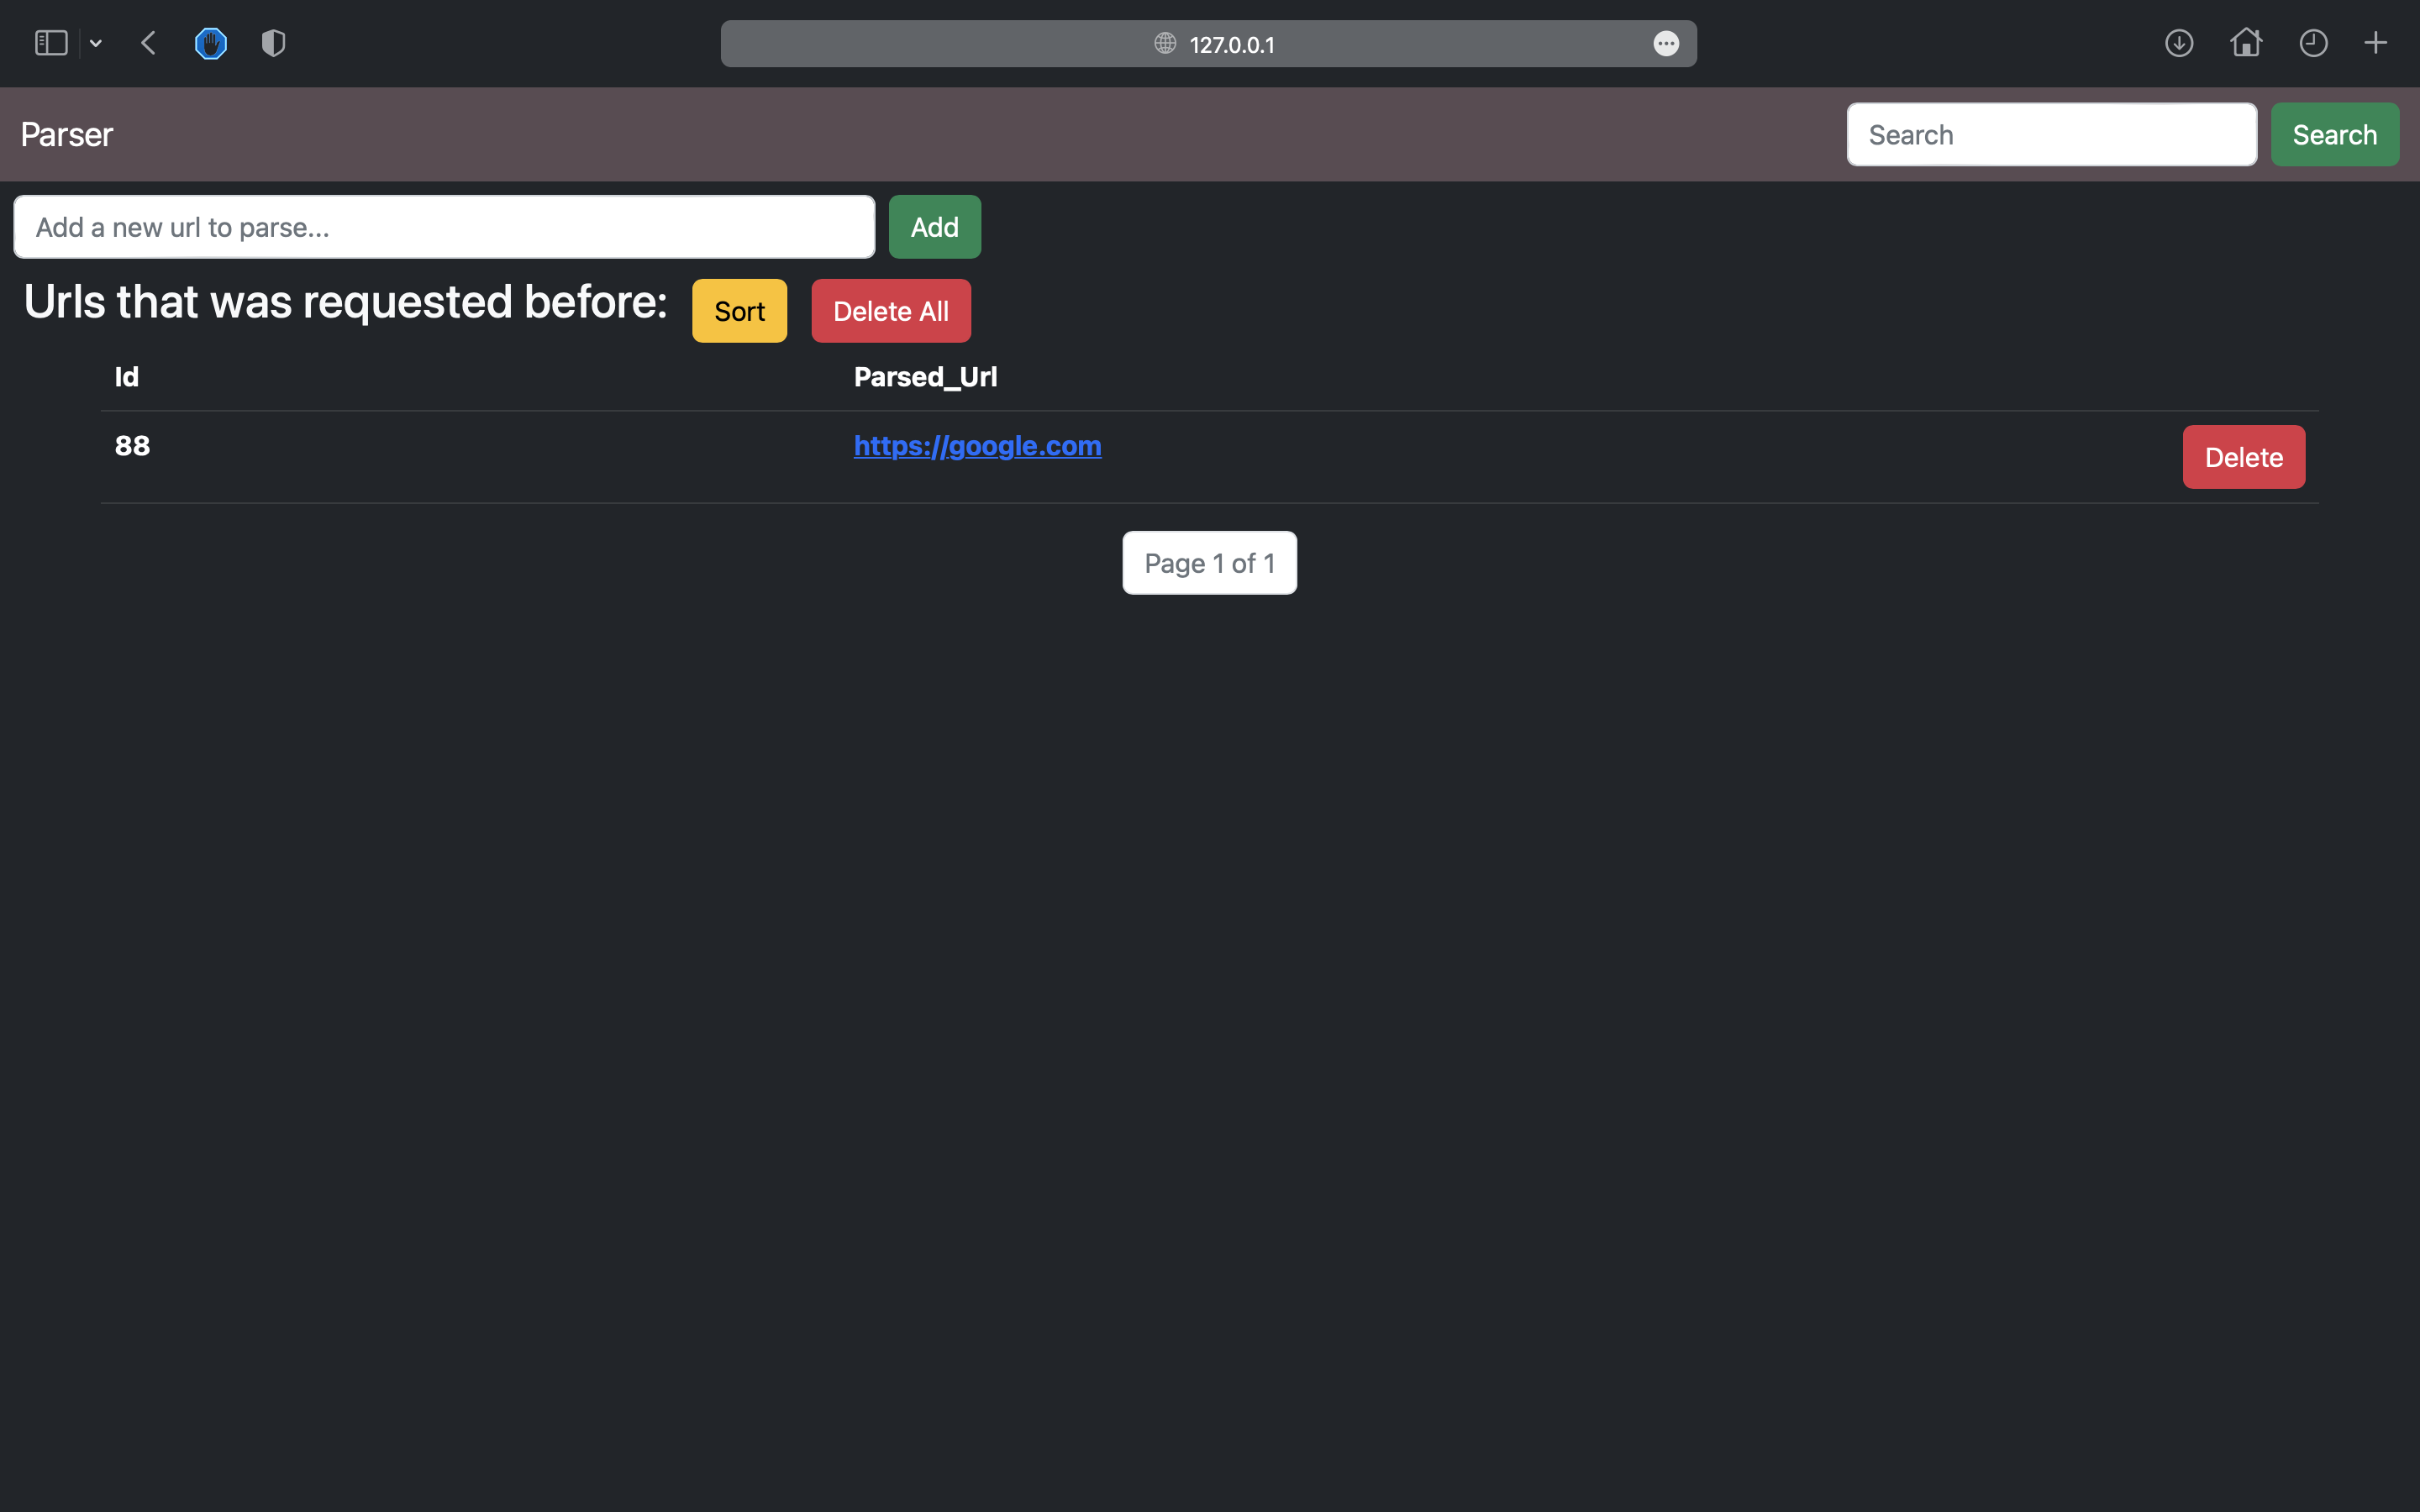 127.0.0.1
Parser
Search
Search
Add a new url to parse...
Add
Urls that was requested before:
Sort
Delete All
Id
Parsed_Url
88
https://google.com
Delete
Page 1 of 1